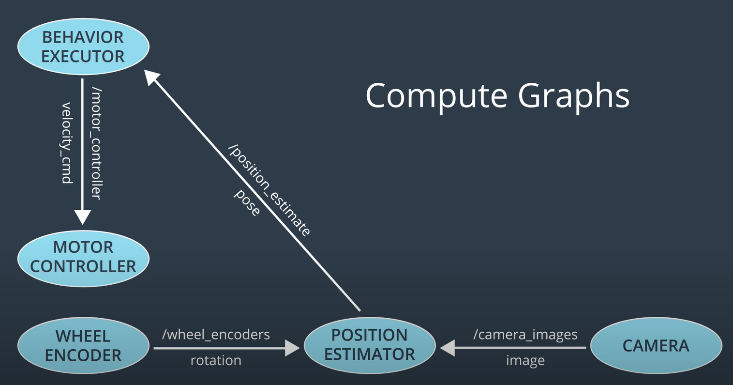 BEHAVIOR
EXECUTOR
Compute Graphs
/motor_controller
velocity_cmd
/position_estimate
pose
MOTOR
CONTROLLER
WHEEL
ENCODER
/wheel_encoders
rotation
POSITION
ESTIMATOR
/camera_images
image
CAMERA